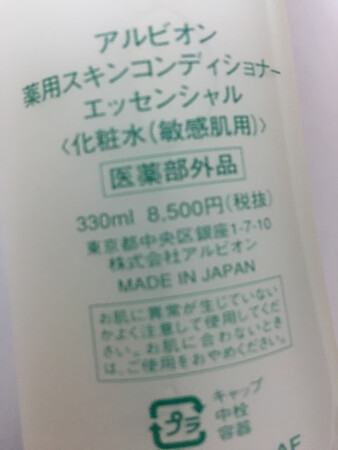 アルビオン
薬用スキンコンディショナー
エッセンシャル
〈化粧水(敏感肌用)〉
医薬部外品
330ml 8,500円(税抜)
東京都中央区銀座1-7-10
株式会社アルビオン
MADE IN JAPAN
お肌に異常が生じていない
かよく注意して使用してくだ
さい。お肌に合わないとき
は、ご使用をおやめください。
プラ
キャップ
中栓
容器
AF